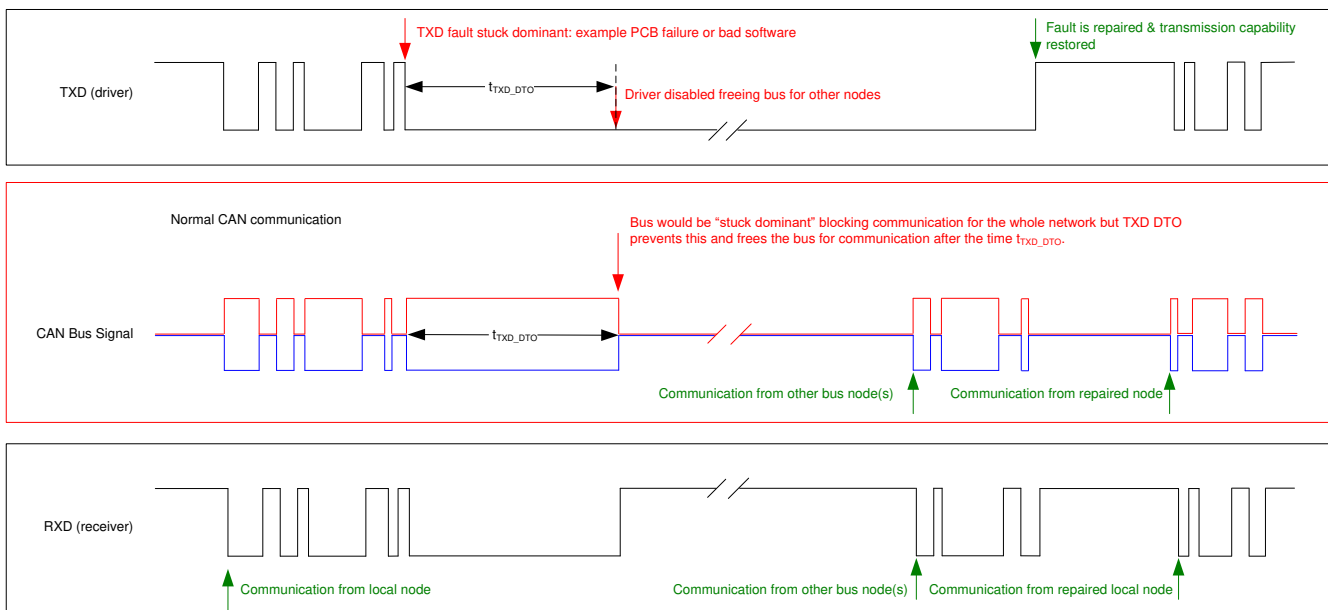 TXD fault stuck dominant: example PCB failure or bad software
Fault is repaired & transmission capability
restored
TXD (driver)
tTXD_DTO
Driver disabled freeing bus for other nodes
Normal CAN communication
Bus would be “stuck dominant” blocking communication for the whole network but TXD DTO
prevents this and frees the bus for communication after the time tTXD_DTO.
CAN Bus Signal
tTXD_DTO
Communication from other bus node(s)
Communication from repaired node
RXD (receiver)
Communication from local node
Communication from other bus node(s)
Communication from repaired local node